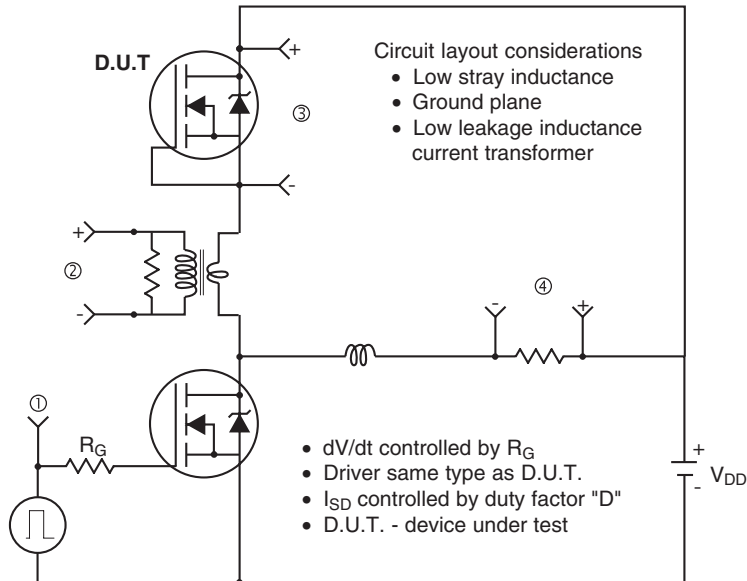 D.U.T
+
③
-
Circuit layout considerations
• Low stray inductance
• Ground plane
• Low leakage inductance
current transformer
+
②
-
-
④
+
①
R_G
• dV/dt controlled by R_G
• Driver same type as D.U.T.
• I_SD controlled by duty factor "D"
• D.U.T. - device under test
+
V_DD
-